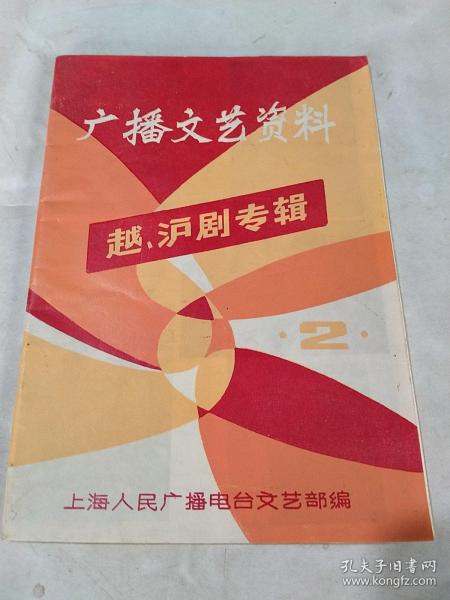 广播文艺资料
越、沪剧专辑
·2·
上海人民广播电台文艺部编
孔夫子旧书网
www.kongfz.com